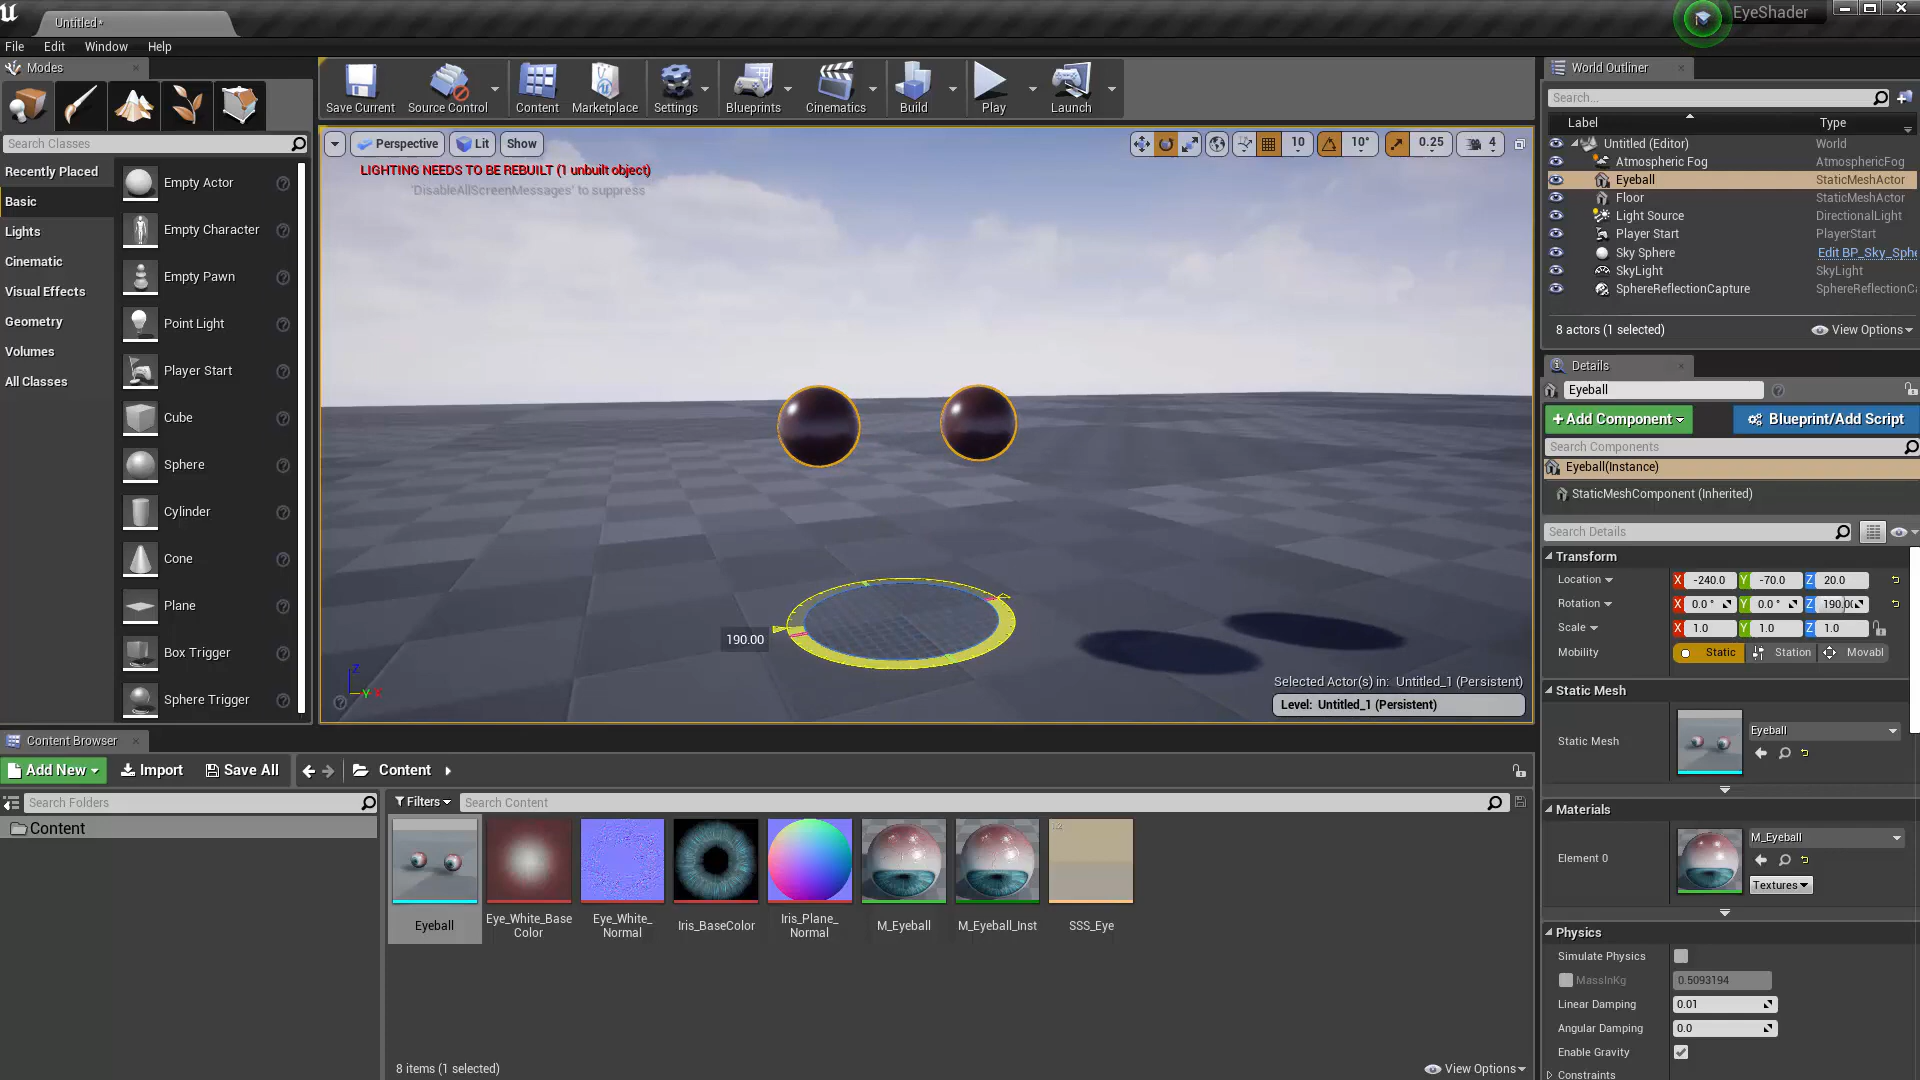 Untitled*
EyeShader
File
Edit
Window
Help
Modes
Search Classes
Recently Placed
Basic
Lights
Cinematic
Visual Effects
Geometry
Volumes
All Classes
Empty Actor
Empty Character
Empty Pawn
Point Light
Player Start
Cube
Sphere
Cylinder
Cone
Plane
Box Trigger
Sphere Trigger
Save Current
Source Control
Content
Marketplace
Settings
Blueprints
Cinematics
Build
Play
Launch
Perspective
Lit
Show
10
10°
0.25
4
LIGHTING NEEDS TO BE REBUILT (1 unbuilt object)
'DisableAllScreenMessages' to suppress
190.00
Z
Y
X
Selected Actor(s) in: Untitled_1 (Persistent)
Level: Untitled_1 (Persistent)
World Outliner
Search...
Label
Type
Untitled (Editor)
World
Atmospheric Fog
AtmosphericFog
Eyeball
StaticMeshActor
Floor
StaticMeshActor
Light Source
DirectionalLight
Player Start
PlayerStart
Sky Sphere
Edit BP_Sky_Sphe
SkyLight
SkyLight
SphereReflectionCapture
SphereReflectionCa
8 actors (1 selected)
View Options
Details
Eyeball
+Add Component
Blueprint/Add Script
Search Components
Eyeball(Instance)
StaticMeshComponent (Inherited)
Search Details
Transform
Location
X -240.0 Y -70.0 Z 20.0
Rotation
X 0.0 ° Y 0.0 ° Z 190.0(
Scale
X 1.0 Y 1.0 Z 1.0
Mobility
Static
Station
Movabl
Static Mesh
Static Mesh
Eyeball
Materials
Element 0
M_Eyeball
Textures
Physics
Simulate Physics
MassInKg
0.5093194
Linear Damping
0.01
Angular Damping
0.0
Enable Gravity
Constraints
Content Browser
Add New
Import
Save All
Content
Search Folders
Content
Filters
Search Content
Eyeball
Eye_White_Base
Color
Eye_White_
Normal
Iris_BaseColor
Iris_Plane_
Normal
M_Eyeball
M_Eyeball_Inst
SSS_Eye
8 items (1 selected)
View Options